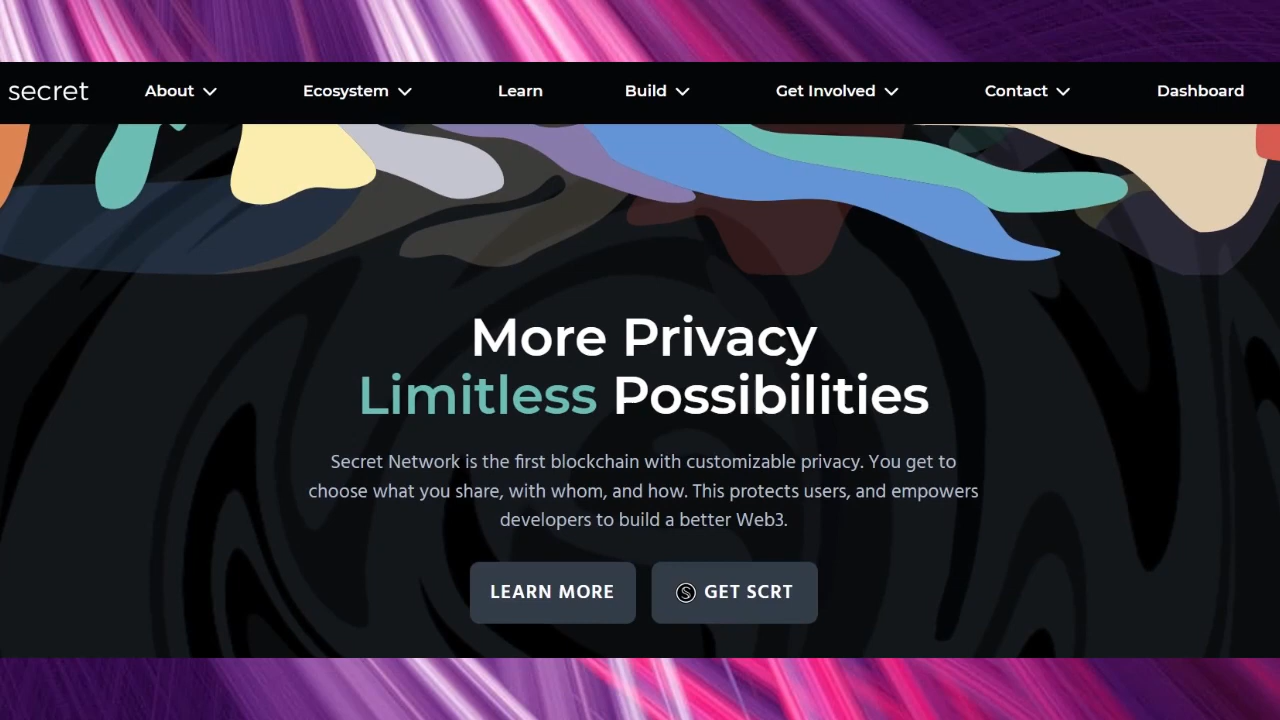 secret About Ecosystem Learn Build Get Involved Contact Dashboard
More Privacy
Limitless Possibilities
Secret Network is the first blockchain with customizable privacy. You get to
choose what you share, with whom, and how. This protects users, and empowers
developers to build a better Web3.
LEARN MORE GET SCRT